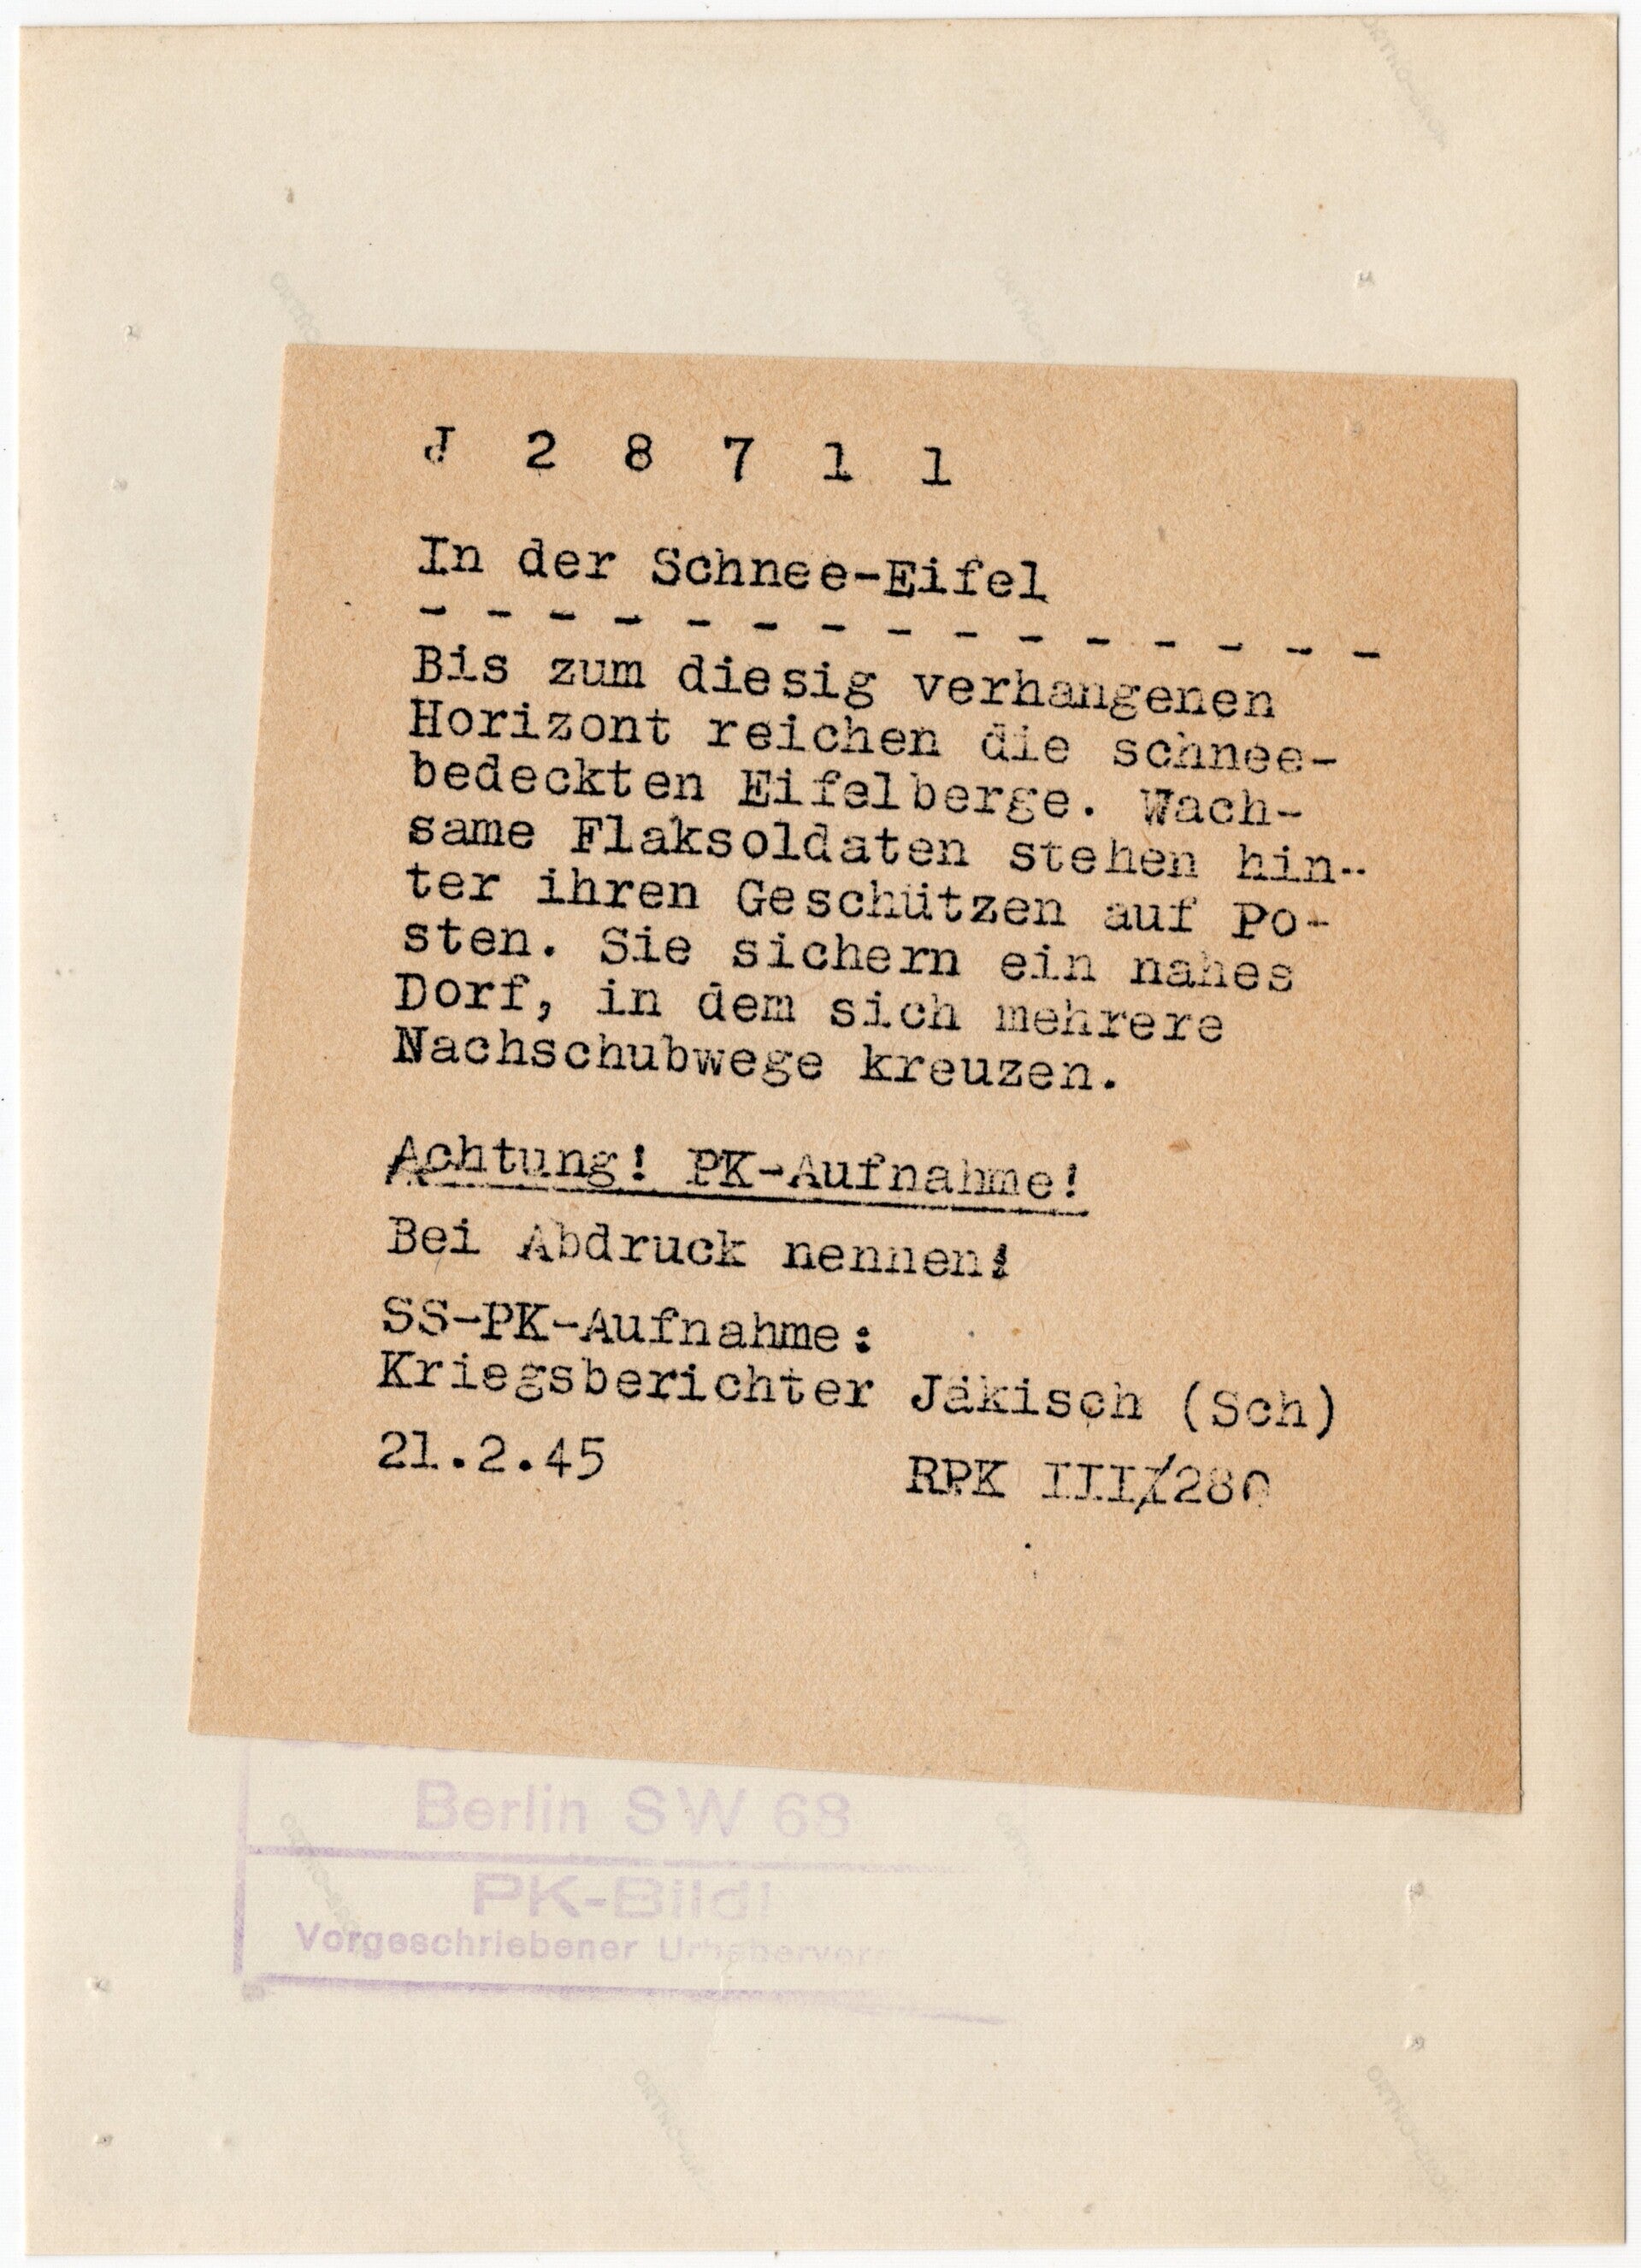 J 2 8 7 1 1
In der Schnee-Eifel
- - - - - - - - - - - - - - -
Bis zum diesig verhangenen
Horizont reichen die schnee-
bedeckten Eifelberge. Wach-
same Flaksoldaten stehen hin-
ter ihren Geschützen auf Po-
sten. Sie sichern ein nahes
Dorf, in dem sich mehrere
Nachschubwege kreuzen.
Achtung! PK-Aufnahme!
Bei Abdruck nennen!
SS-PK-Aufnahme:
Kriegsberichter Jäkisch (Sch)
21.2.45 RPK III/280
Berlin SW 68
PK-Bild!
Vorgeschriebener